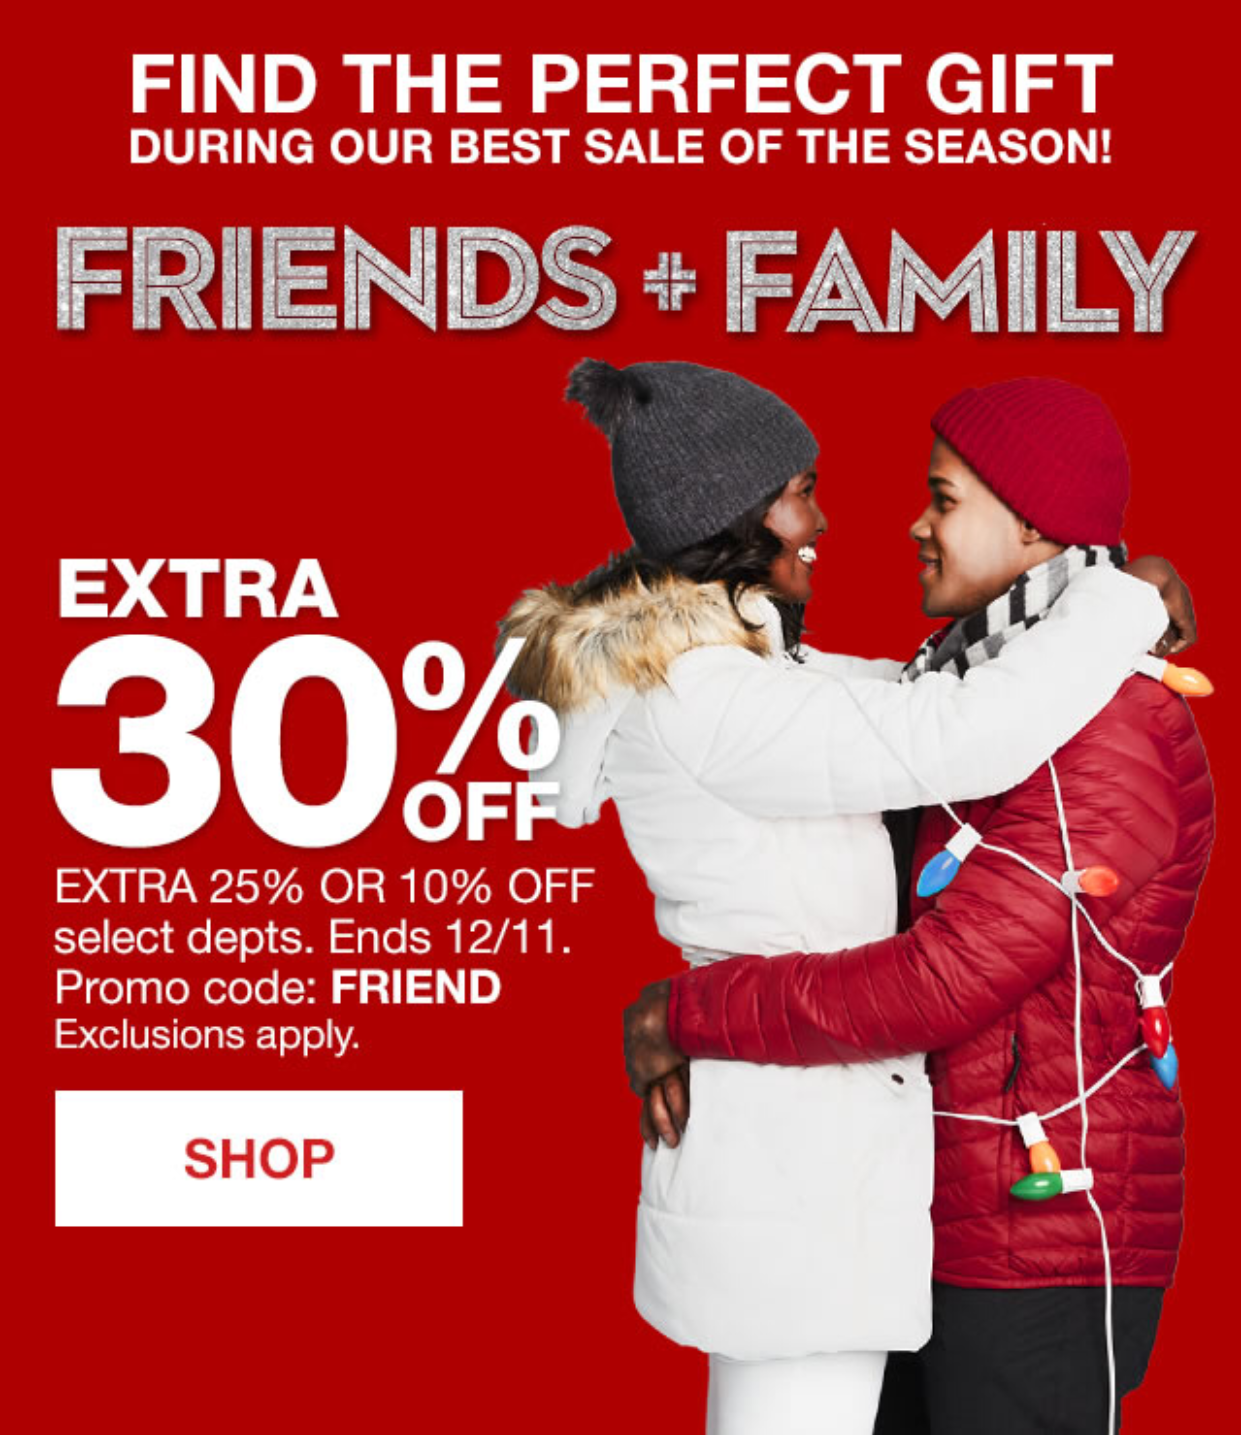 FIND THE PERFECT GIFT
DURING OUR BEST SALE OF THE SEASON!
FRIENDS + FAMILY
EXTRA
30%
OFF
EXTRA 25% OR 10% OFF
select depts. Ends 12/11.
Promo code: FRIEND
Exclusions apply.
SHOP